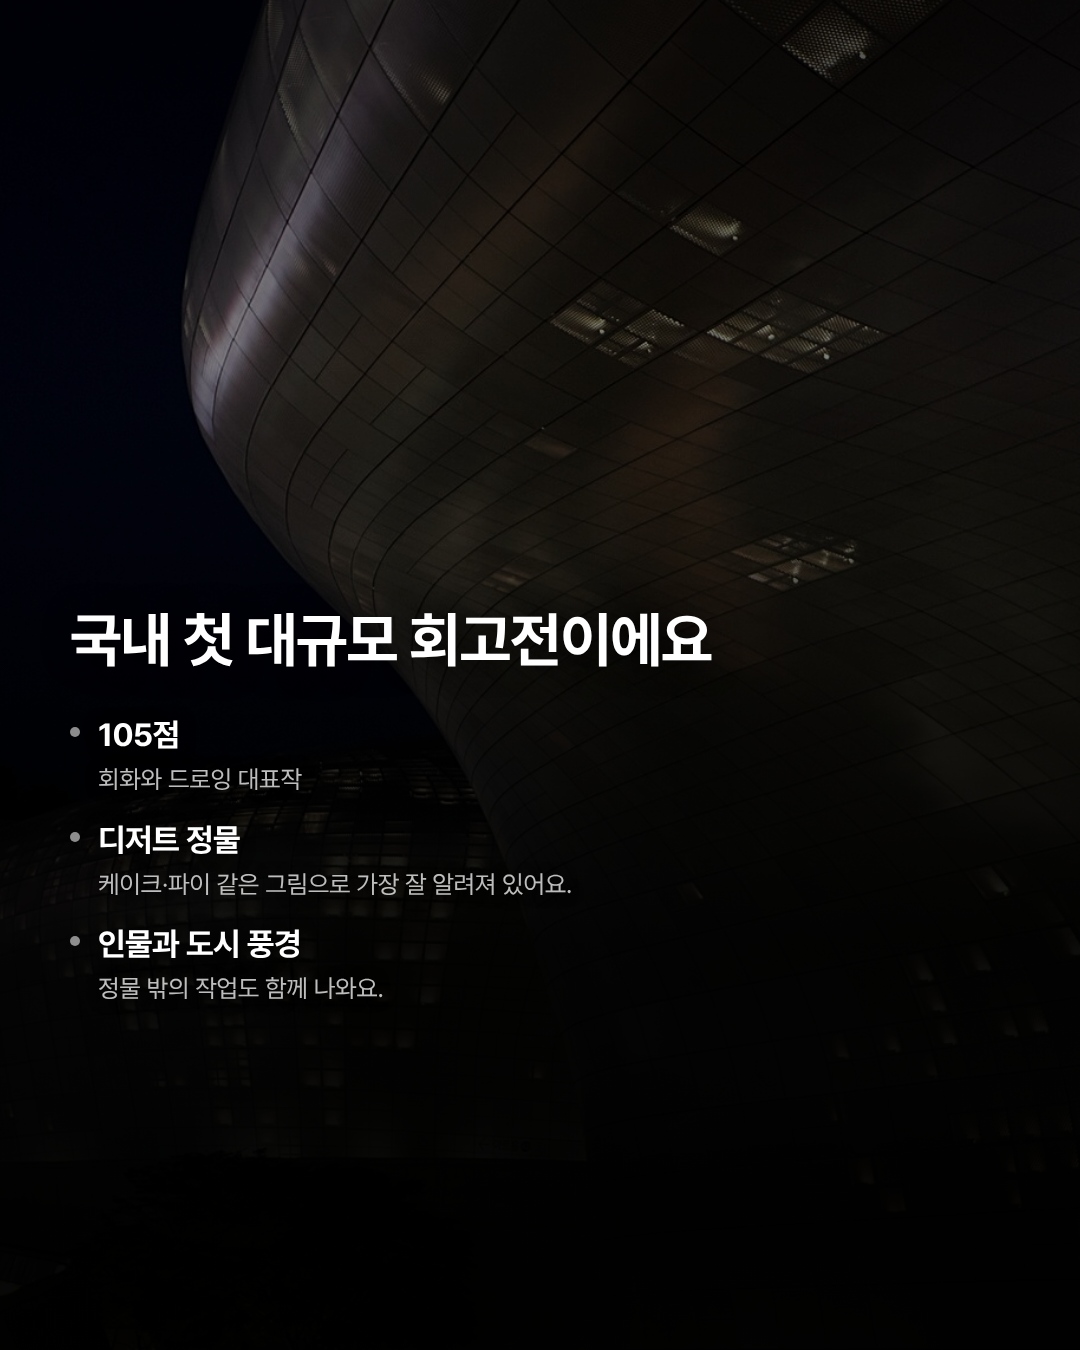 국내 첫 대규모 회고전이에요
105점
회화와 드로잉 대표작
디저트 정물
케이크·파이 같은 그림으로 가장 잘 알려져 있어요.
인물과 도시 풍경
정물 밖의 작업도 함께 나와요.